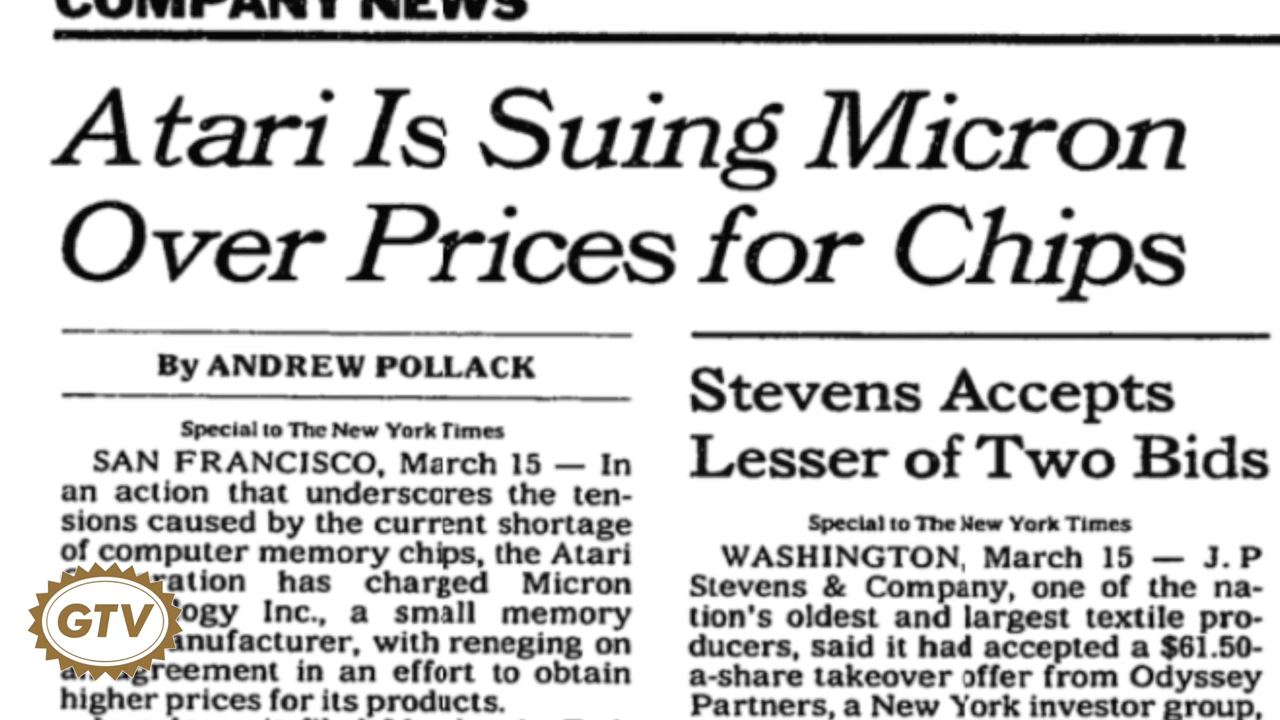 COMPANY NEWS
Atari Is Suing Micron
Over Prices for Chips
By ANDREW POLLACK
Special to The New York Times
SAN FRANCISCO, March 15 — In
an action that underscores the ten-
sions caused by the current shortage
of computer memory chips, the Atari
ration has charged Micron
ogy Inc., a small memory
anufacturer, with reneging on
agreement in an effort to obtain
higher prices for its products.
Stevens Accepts
Lesser of Two Bids
Special to The New York Times
WASHINGTON, March 15 — J. P
Stevens & Company, one of the na-
tion's oldest and largest textile pro-
ducers, said it had accepted a $61.50-
a-share takeover offer from Odyssey
Partners, a New York investor group,
GTV